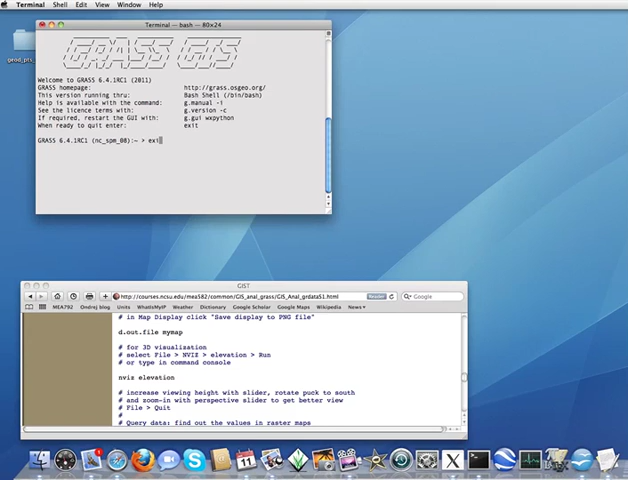 Terminal Shell Edit View Window Help
Terminal — bash — 80×24
GRASS GIS
Welcome to GRASS 6.4.1RC1 (2011)
GRASS homepage: http://grass.osgeo.org/
This version running thru: Bash Shell (/bin/bash)
Help is available with the command: g.manual -i
See the licence terms with: g.version -c
If required, restart the GUI with: g.gui wxpython
When ready to quit enter: exit
GRASS 6.4.1RC1 (nc_spm_08):~ > exi
GIST
http://courses.ncsu.edu/mea582/common/GIS_anal_grass/GIS_Anal_grdata51.html
Reader
Google
MEA792 Ondrej blog Units WhatIsMyIP Weather Dictionary Google Scholar Google Maps Wikipedia News
# in Map Display click "Save display to PNG file"
d.out.file mymap
# for 3D visualization
# select File > NVIZ > elevation > Run
# or type in command console
nviz elevation
# increase viewing height with slider, rotate puck to south
# and zoom-in with perspective slider to get better view
# File > Quit
#
# Query data: find out the values in raster maps
11